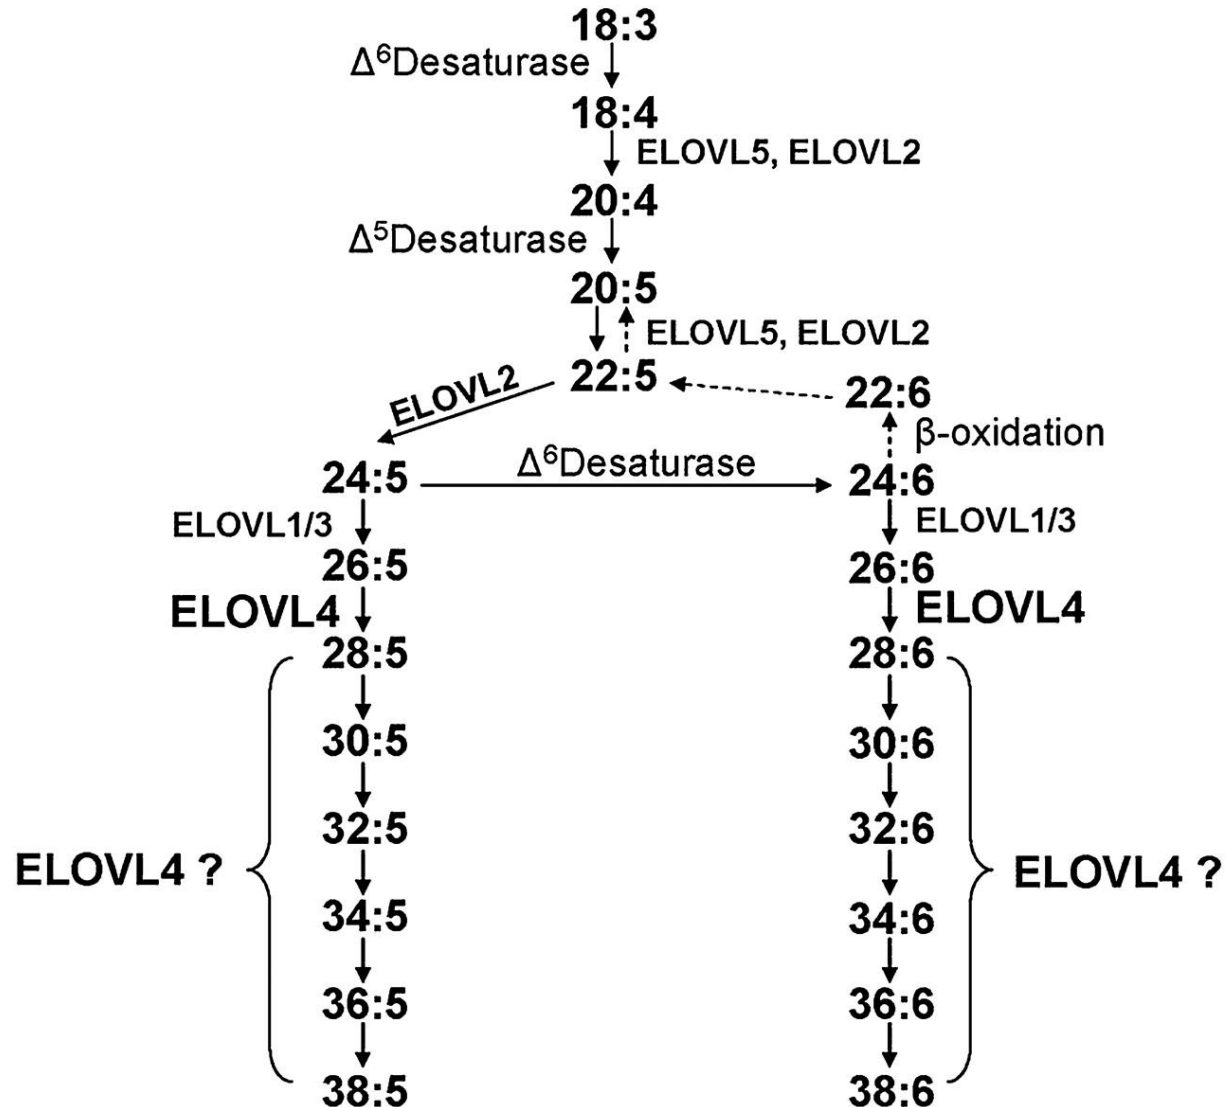 18:3
Δ⁶Desaturase
18:4
ELOVL5, ELOVL2
20:4
Δ⁵Desaturase
20:5
ELOVL5, ELOVL2
22:5
22:6
ELOVL2
β-oxidation
24:5
Δ⁶Desaturase
24:6
ELOVL1/3
ELOVL1/3
26:5
26:6
ELOVL4
ELOVL4
28:5
28:6
30:5
30:6
32:5
32:6
ELOVL4 ?
ELOVL4 ?
34:5
34:6
36:5
36:6
38:5
38:6